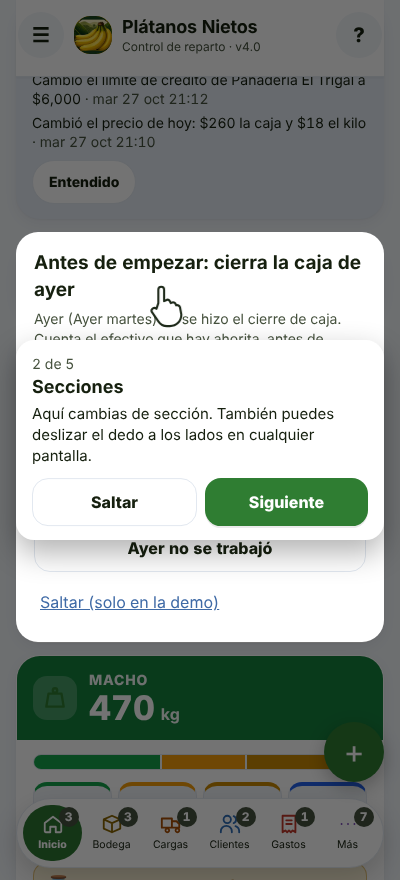 Plátanos Nietos
Control de reparto · v4.0
?
Cambió el límite de crédito de Panadería El Trigal a
$6,000 · mar 27 oct 21:12
Cambió el precio de hoy: $260 la caja y $18 el kilo
· mar 27 oct 21:10
Entendido
Antes de empezar: cierra la caja de
ayer
Ayer (Ayer martes) se hizo el cierre de caja.
Cuenta el efectivo que hay ahorita, antes de
2 de 5
Secciones
Aquí cambias de sección. También puedes
deslizar el dedo a los lados en cualquier
pantalla.
Saltar
Siguiente
Ayer no se trabajó
Saltar (solo en la demo)
MACHO
470 kg
+
3
3
1
2
1
7
Inicio
Bodega
Cargas
Clientes
Gastos
Más